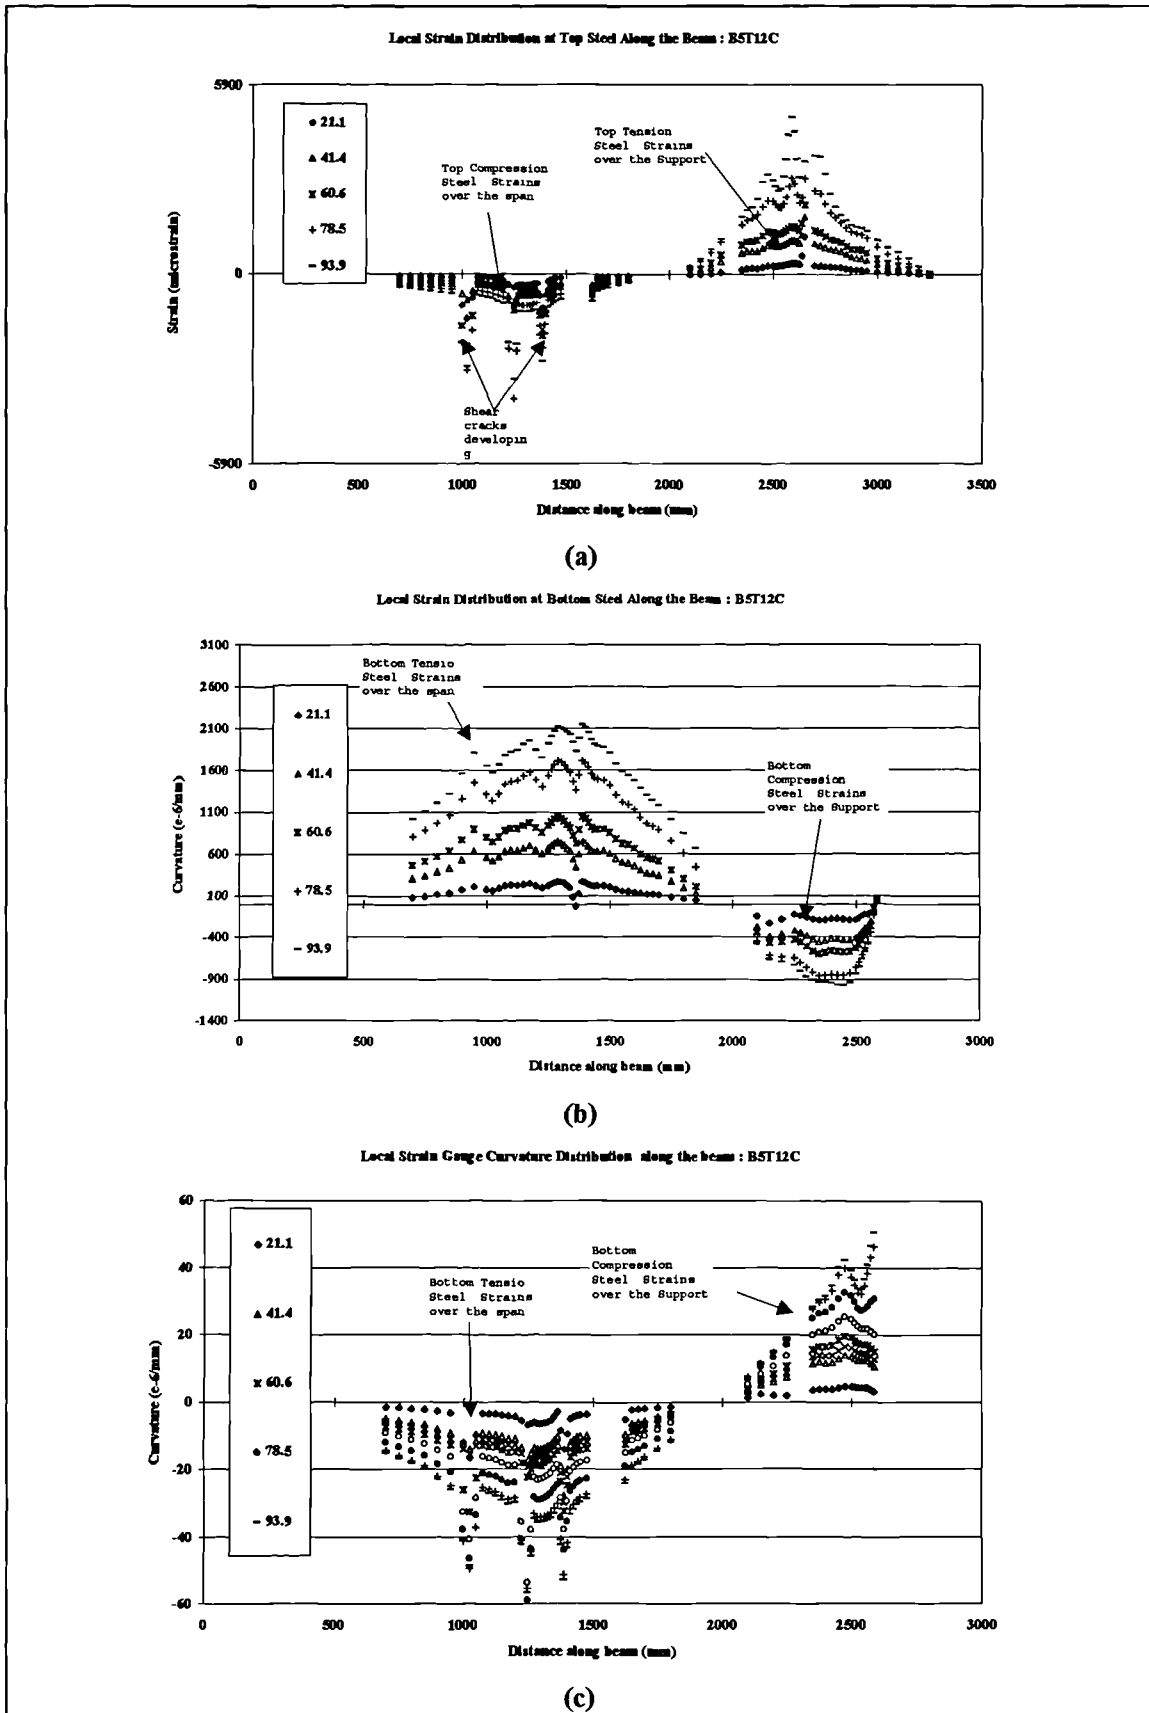 Local Strain Distribution at Top Steel Along the Beam : B5T12C
5900
0
-5900
Strain (microstrain)
21.1
41.4
60.6
78.5
93.9
Top Compression
Steel Strains
over the span
Top Tension
Steel Strains
over the Support
Shear
cracks
developin
g
0
500
1000
1500
2000
2500
3000
3500
Distance along beam (mm)
(a)
Local Strain Distribution at Bottom Steel Along the Beam : B5T12C
3100
2600
2100
1600
1100
600
100
-400
-900
-1400
Curvature (e-6/mm)
21.1
41.4
60.6
78.5
93.9
Bottom Tensio
Steel Strains
over the span
Bottom
Compression
Steel Strains
over the Support
0
500
1000
1500
2000
2500
3000
Distance along beam (mm)
(b)
Local Strain Gauge Curvature Distribution along the beam : B5T12C
60
40
20
0
-20
-40
-60
Curvature (e-6/mm)
21.1
41.4
60.6
78.5
93.9
Bottom Tensio
Steel Strains
over the span
Bottom
Compression
Steel Strains
over the Support
0
500
1000
1500
2000
2500
3000
Distance along beam (mm)
(c)